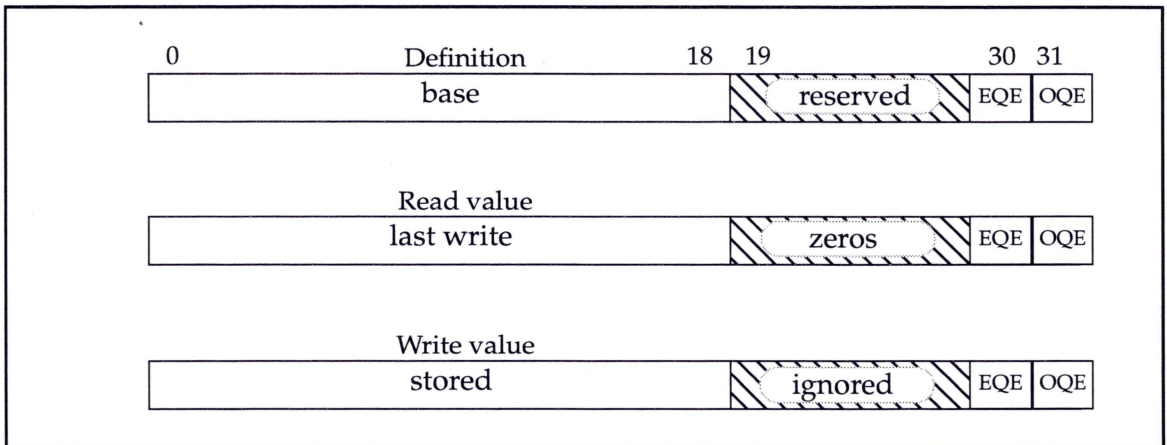 0 Definition 18 19 30 31
base reserved EQE OQE
Read value
last write zeros EQE OQE
Write value
stored ignored EQE OQE